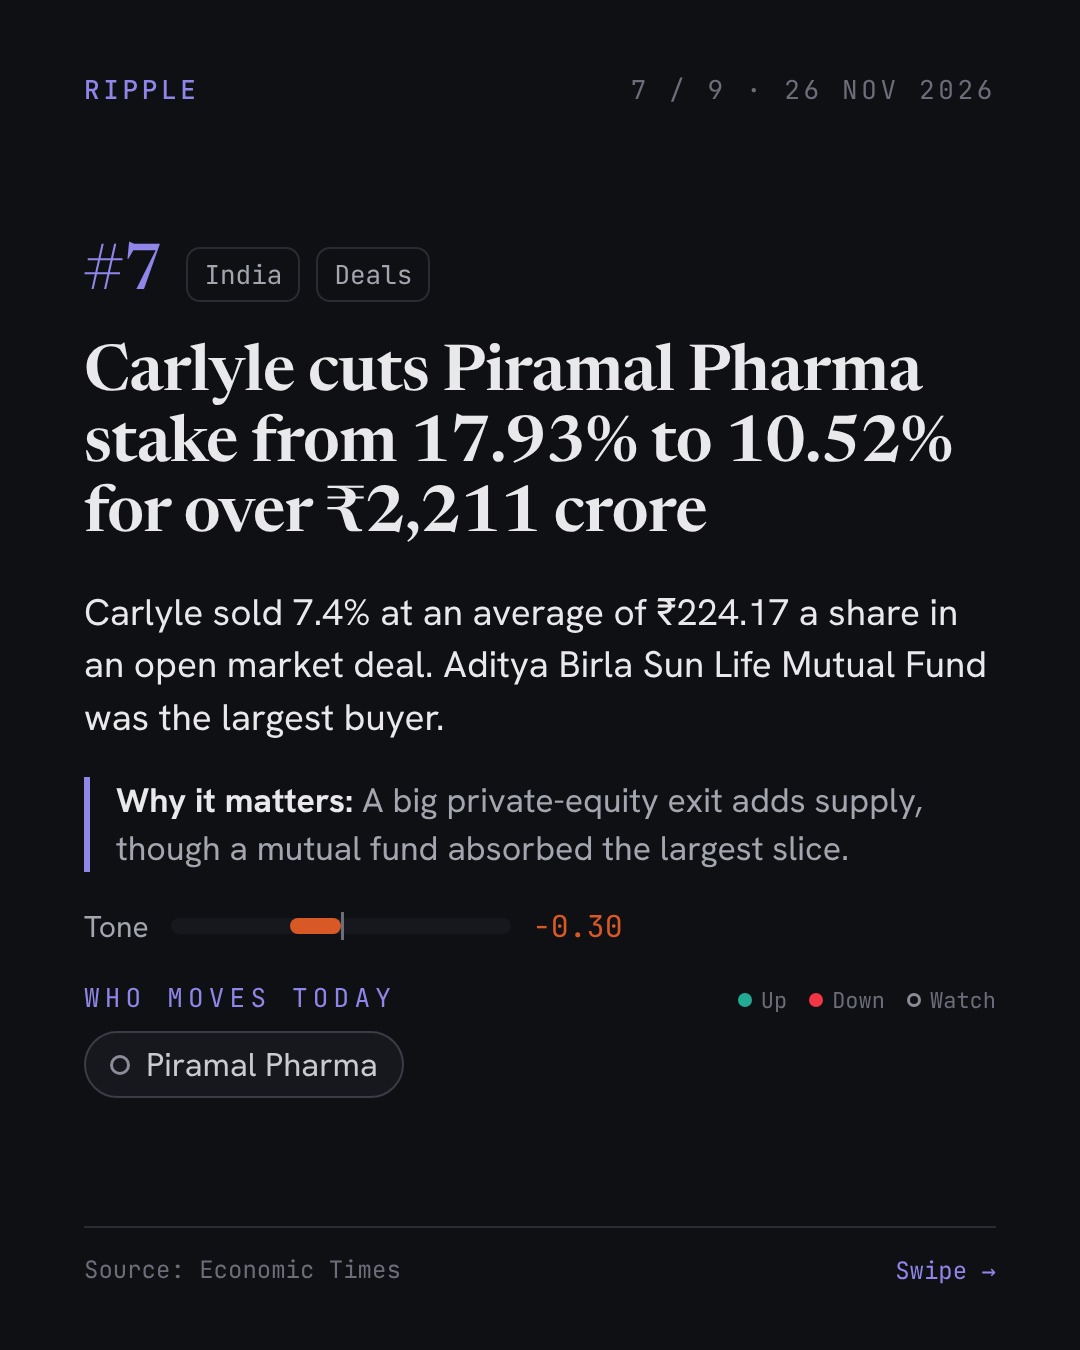 RIPPLE
7 / 9 · 26 NOV 2026
#7 India Deals
Carlyle cuts Piramal Pharma
stake from 17.93% to 10.52%
for over ₹2,211 crore
Carlyle sold 7.4% at an average of ₹224.17 a share in
an open market deal. Aditya Birla Sun Life Mutual Fund
was the largest buyer.
Why it matters: A big private-equity exit adds supply,
though a mutual fund absorbed the largest slice.
Tone -0.30
WHO MOVES TODAY
Up Down Watch
Piramal Pharma
Source: Economic Times
Swipe →